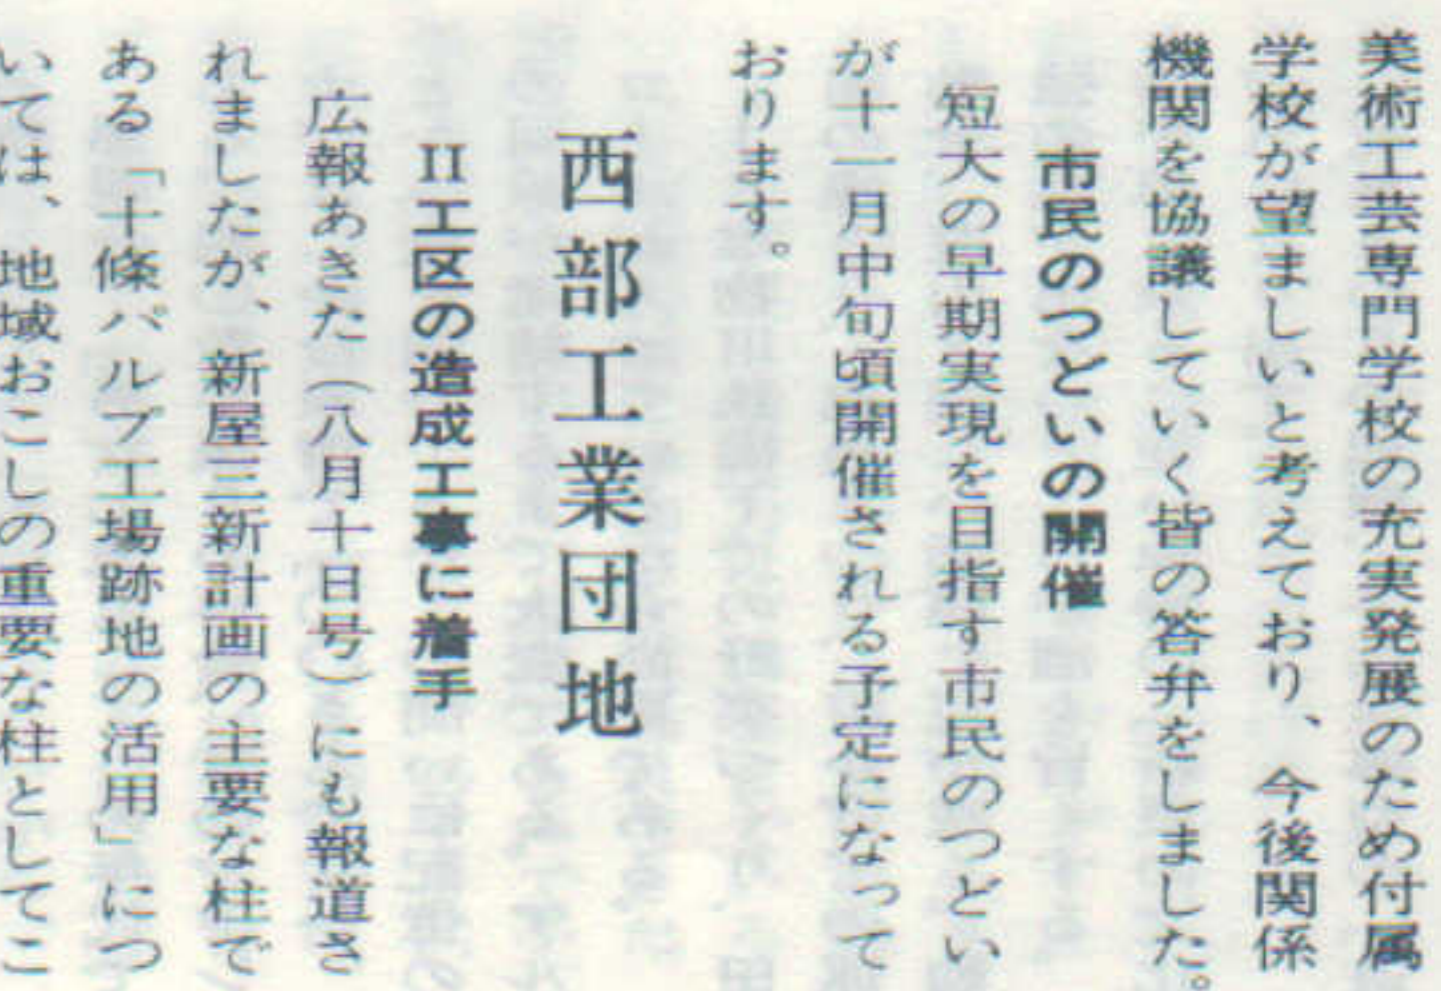 美術工芸専門学校の充実発展のため付属
学校が望ましいと考えており、今後関係
機関を協議していく皆の答弁をしました。
市民のつどいの開催
短大の早期実現を目指す市民のつどい
が十一月中旬頃開催される予定になって
おります。
西部工業団地
II工区の造成工事に着手
広報あきた（八月十日号）にも報道さ
れましたが、新屋三新計画の主要な柱で
ある「十條パルプ工場跡地の活用」につ
いては、地域おこしの重要な柱としてこ